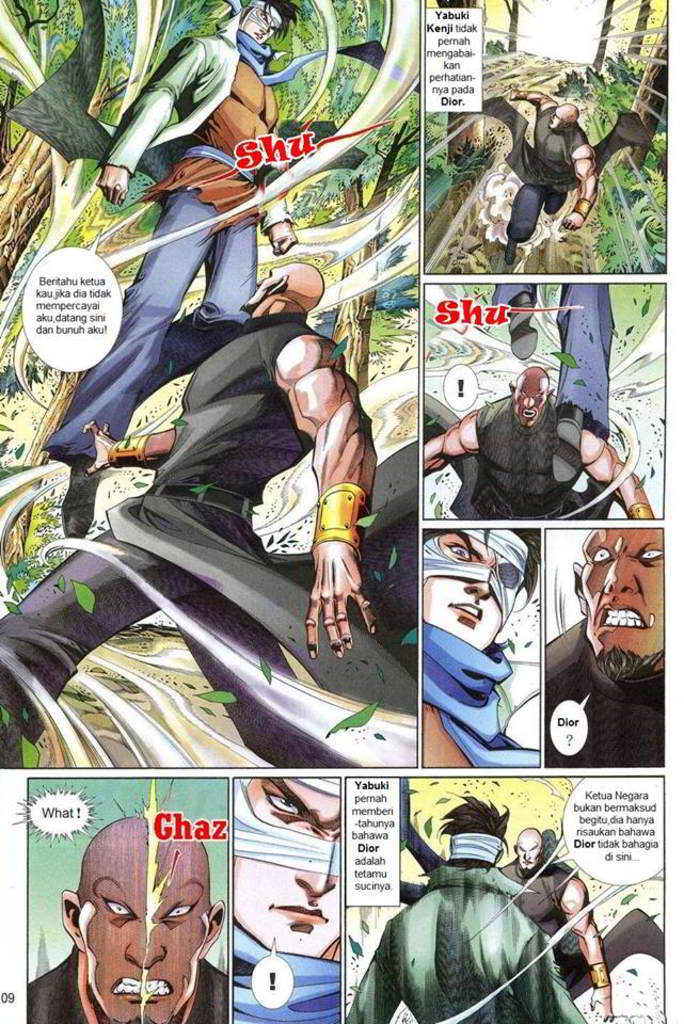 Shu
Beritahu ketua
kau,jika dia tidak
mempercayai
aku,datang sini
dan bunuh aku!
Yabuki
Kenji tidak
pernah
mengabai-
kan
perhatian-
nya pada
Dior.
Shu
!
Dior
?
What !
Ghaz
!
Yabuki
pernah
memberi
-tahunya
bahawa
Dior
adalah
tetamu
sucinya.
Ketua Negara
bukan bermaksud
begitu,dia hanya
risaukan bahawa
Dior tidak bahagia
di sini...
09